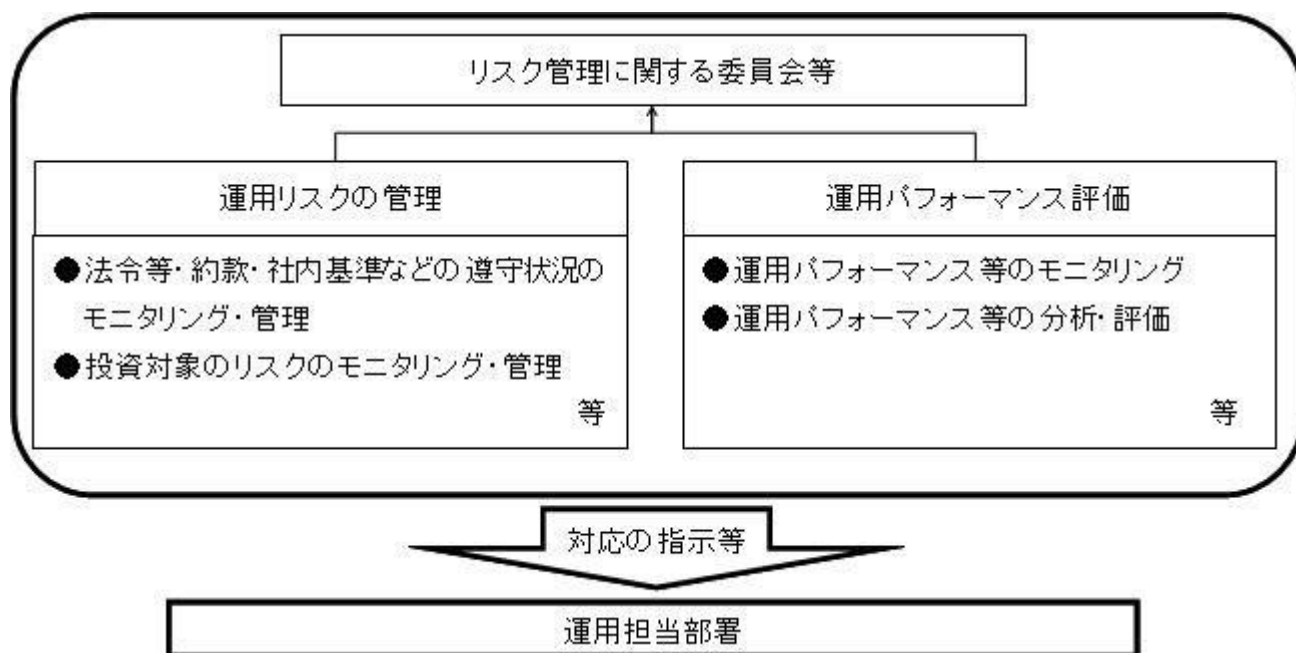 リスク管理に関する委員会等
運用リスクの管理
●法令等・約款・社内基準などの遵守状況の
モニタリング・管理
●投資対象のリスクのモニタリング・管理
等
運用パフォーマンス評価
●運用パフォーマンス等のモニタリング
●運用パフォーマンス等の分析・評価
等
対応の指示等
運用担当部署